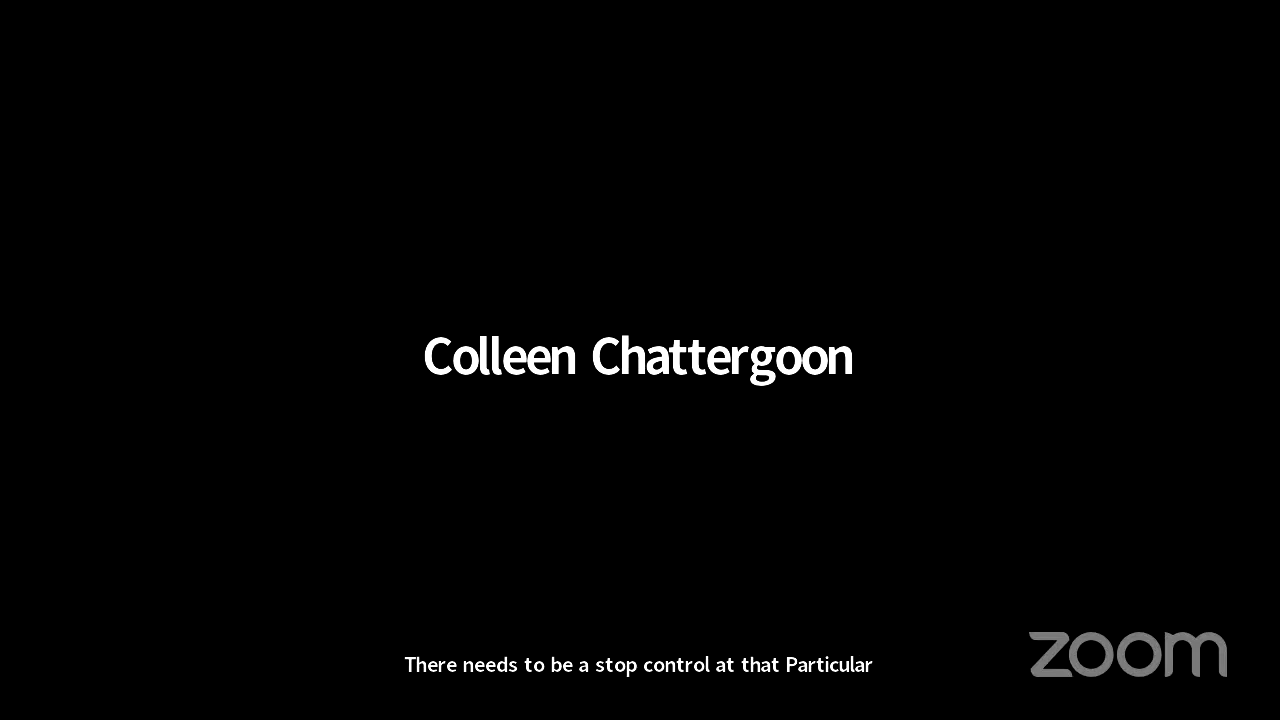 Colleen Chattergoon
There needs to be a stop control at that Particular
zoom